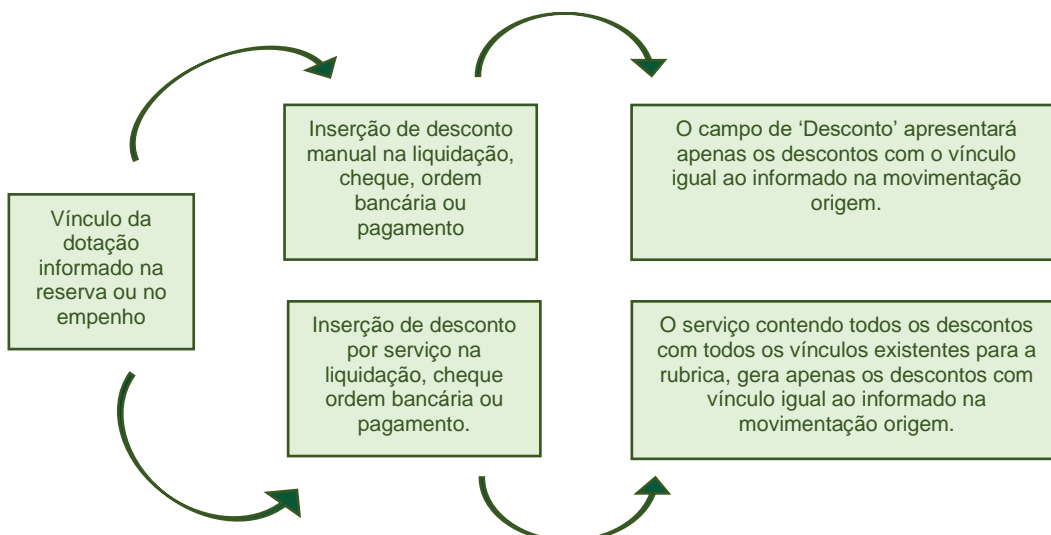 Vínculo da
dotação
informado na
reserva ou no
empenho
Inserção de desconto
manual na liquidação,
cheque, ordem
bancária ou
pagamento
O campo de ‘Desconto’ apresentará
apenas os descontos com o vínculo
igual ao informado na movimentação
origem.
Inserção de desconto
por serviço na
liquidação, cheque
ordem bancária ou
pagamento.
O serviço contendo todos os descontos
com todos os vínculos existentes para a
rubrica, gera apenas os descontos com
vínculo igual ao informado na
movimentação origem.